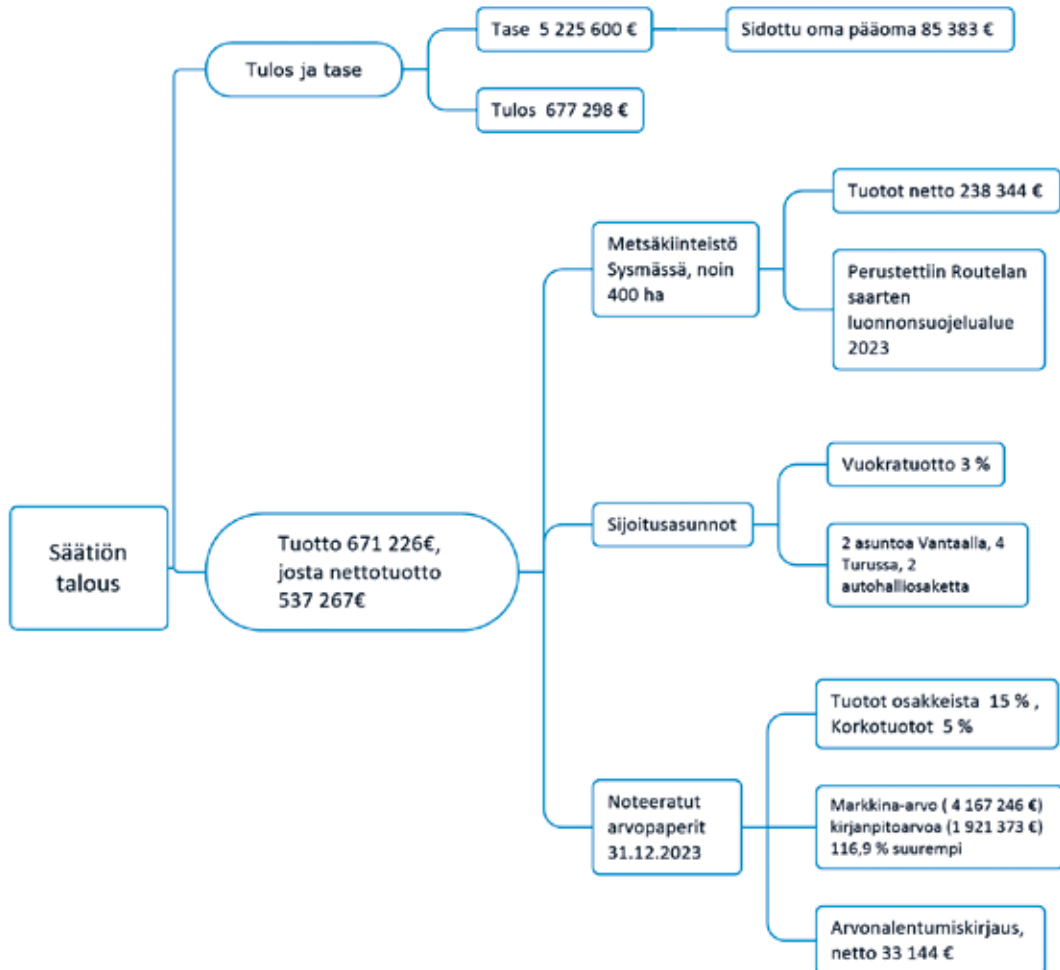 Säätiön
talous
Tulos ja tase
Tase 5 225 600 €
Sidottu oma pääoma 85 383 €
Tulos 677 298 €
Tuotto 671 226€,
josta nettotuotto
537 267€
Metsäkiinteistö
Sysmässä, noin
400 ha
Tuotot netto 238 344 €
Perustettiin Routelan
saarten
luonnonsuojelualue
2023
Sijoitusasunnot
Vuokratuotto 3 %
2 asuntoa Vantaalla, 4
Turussa, 2
autohalliosaketta
Noteeratut
arvopaperit
31.12.2023
Tuotot osakkeista 15 % ,
Korkotuotot 5 %
Markkina-arvo ( 4 167 246 €)
kirjanpitoarvoa (1 921 373 €)
116,9 % suurempi
Arvonalentumiskirjaus,
netto 33 144 €